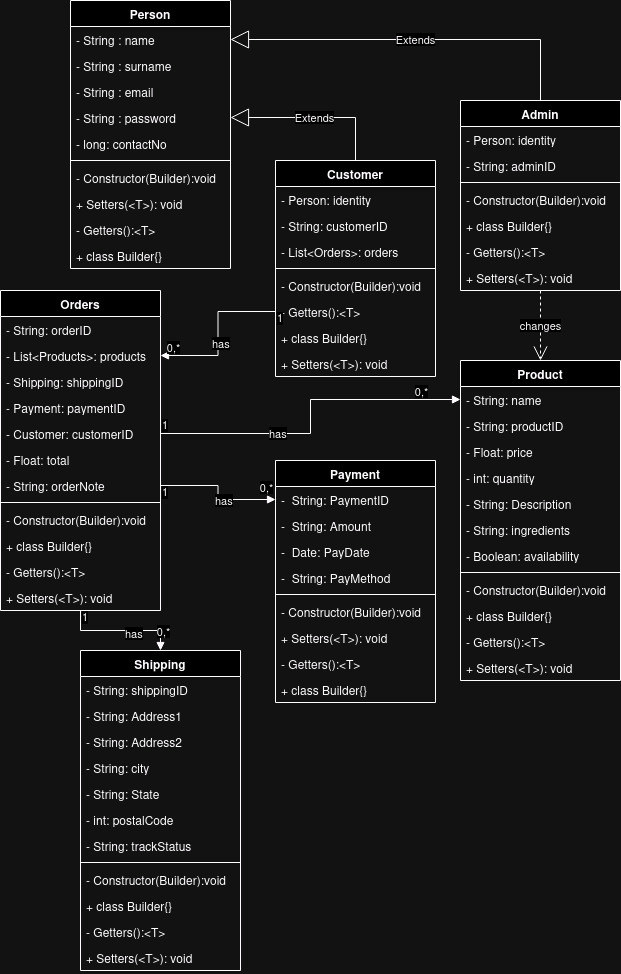 Person
- String : name
- String : surname
- String : email
- String : password
- long: contactNo
- Constructor(Builder):void
+ Setters(<T>): void
- Getters():<T>
+ class Builder{}
Extends
Extends
Admin
- Person: identity
- String: adminID
- Constructor(Builder):void
+ class Builder{}
- Getters():<T>
+ Setters(<T>): void
Customer
- Person: identity
- String: customerID
- List<Orders>: orders
- Constructor(Builder):void
- Getters():<T>
+ class Builder{}
+ Setters(<T>): void
1
has
0,*
changes
Orders
- String: orderID
- List<Products>: products
- Shipping: shippingID
- Payment: paymentID
- Customer: customerID
- Float: total
- String: orderNote
- Constructor(Builder):void
+ class Builder{}
- Getters():<T>
+ Setters(<T>): void
1
has
0,*
1
has
0,*
1
has
0,*
Product
- String: name
- String: productID
- Float: price
- int: quantity
- String: Description
- String: ingredients
- Boolean: availability
- Constructor(Builder):void
+ class Builder{}
- Getters():<T>
+ Setters(<T>): void
Payment
- String: PaymentID
- String: Amount
- Date: PayDate
- String: PayMethod
- Constructor(Builder):void
+ Setters(<T>): void
- Getters():<T>
+ class Builder{}
Shipping
- String: shippingID
- String: Address1
- String: Address2
- String: city
- String: State
- int: postalCode
- String: trackStatus
- Constructor(Builder):void
+ class Builder{}
- Getters():<T>
+ Setters(<T>): void